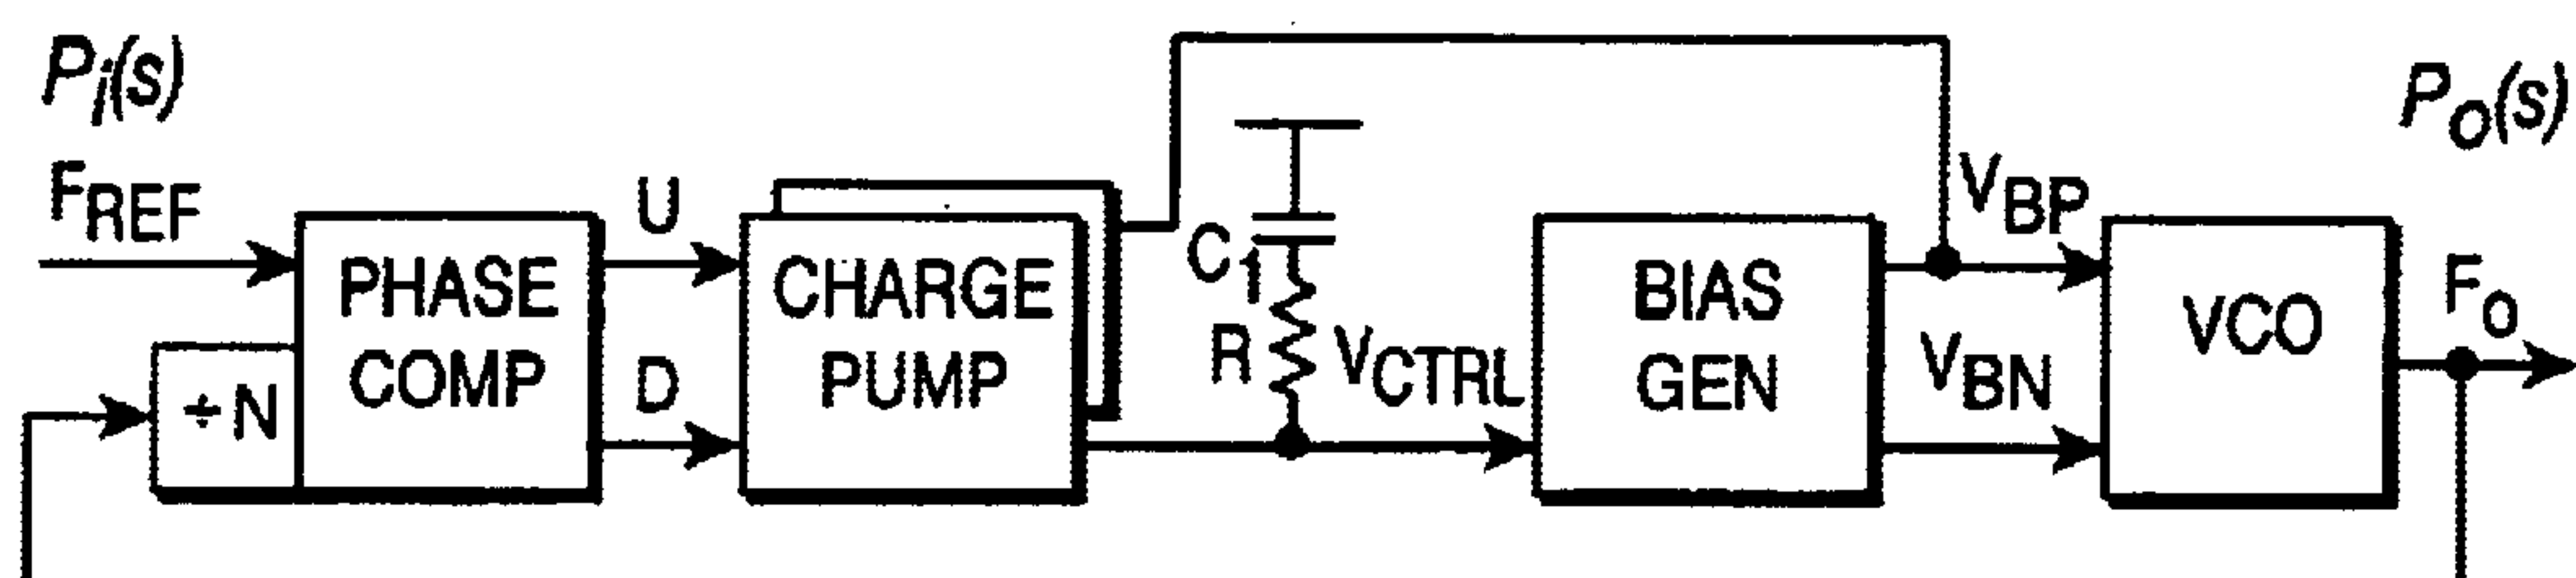 Pi(s)
Po(s)
FREF
U
VBP
PHASE
COMP
CHARGE
PUMP
C1
R
VCTRL
BIAS
GEN
VCO
FO
D
VBN
÷N